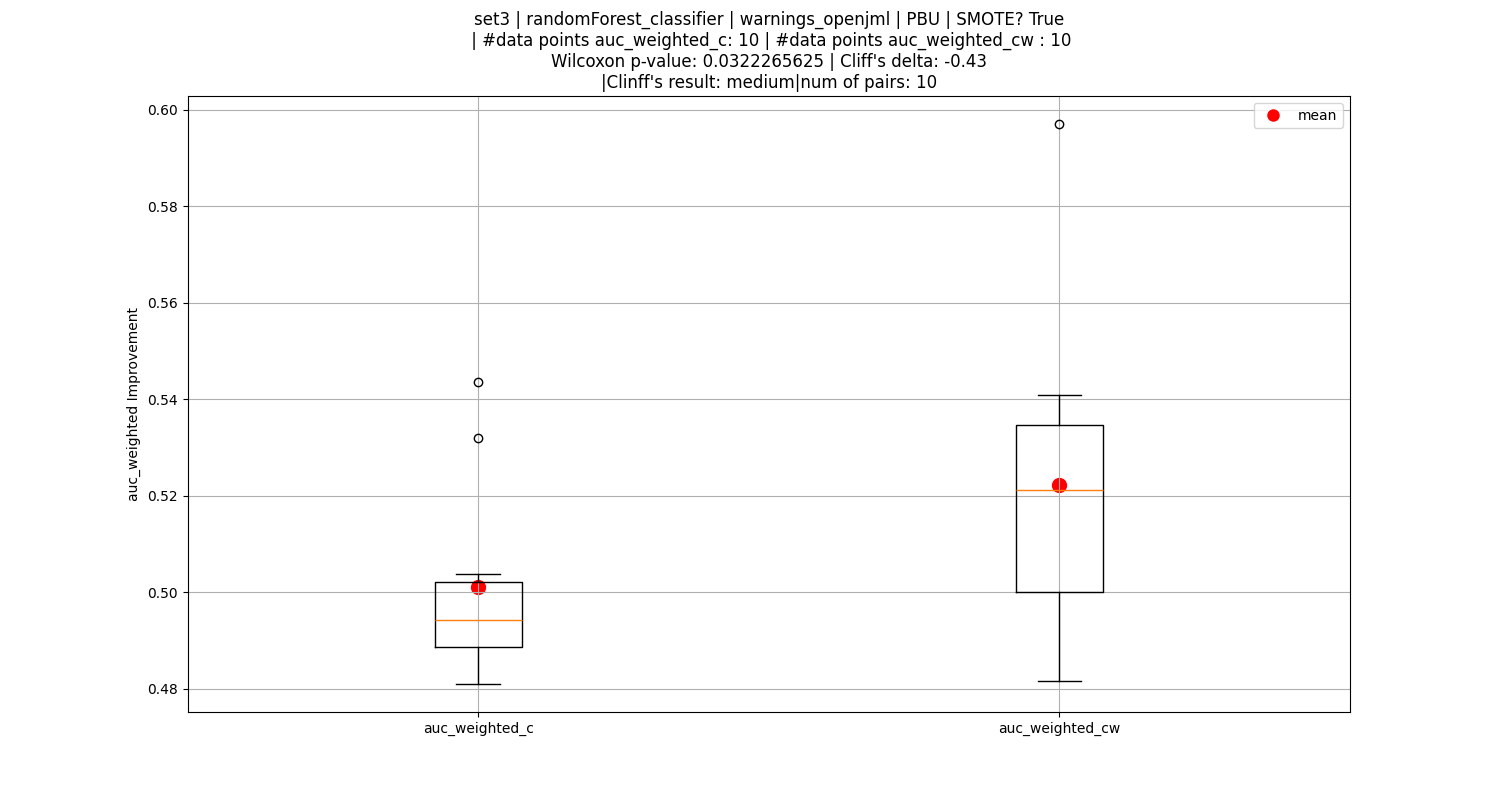 set3 | randomForest_classifier | warnings_openjml | PBU | SMOTE? True
| #data points auc_weighted_c: 10 | #data points auc_weighted_cw : 10
Wilcoxon p-value: 0.0322265625 | Cliff's delta: -0.43
|Clinff's result: medium|num of pairs: 10
mean
0.60
0.58
0.56
0.54
0.52
0.50
0.48
auc_weighted Improvement
auc_weighted_c
auc_weighted_cw